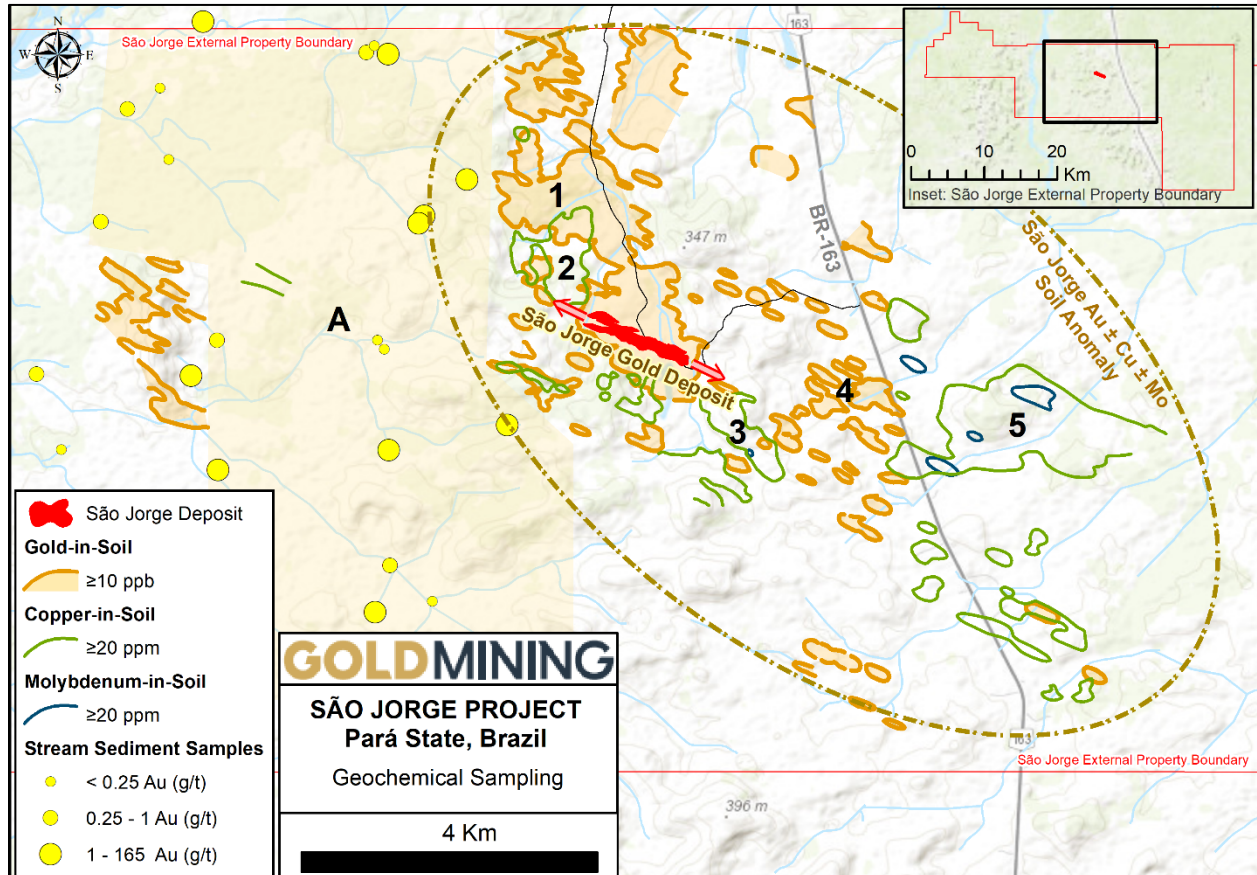 N
W
E
S
163
São Jorge External Property Boundary
0 10 20
Km
Inset: São Jorge External Property Boundary
1
347 m
BR-163
2
São Jorge Au ± Cu ± Mo
Soil Anomaly
A
São Jorge Gold Deposit
4
3
5
São Jorge Deposit
Gold-in-Soil
≥10 ppb
Copper-in-Soil
≥20 ppm
Molybdenum-in-Soil
≥20 ppm
Stream Sediment Samples
< 0.25 Au (g/t)
0.25 - 1 Au (g/t)
1 - 165 Au (g/t)
GOLDMINING
SÃO JORGE PROJECT
Pará State, Brazil
Geochemical Sampling
4 Km
163
São Jorge External Property Boundary
396 m